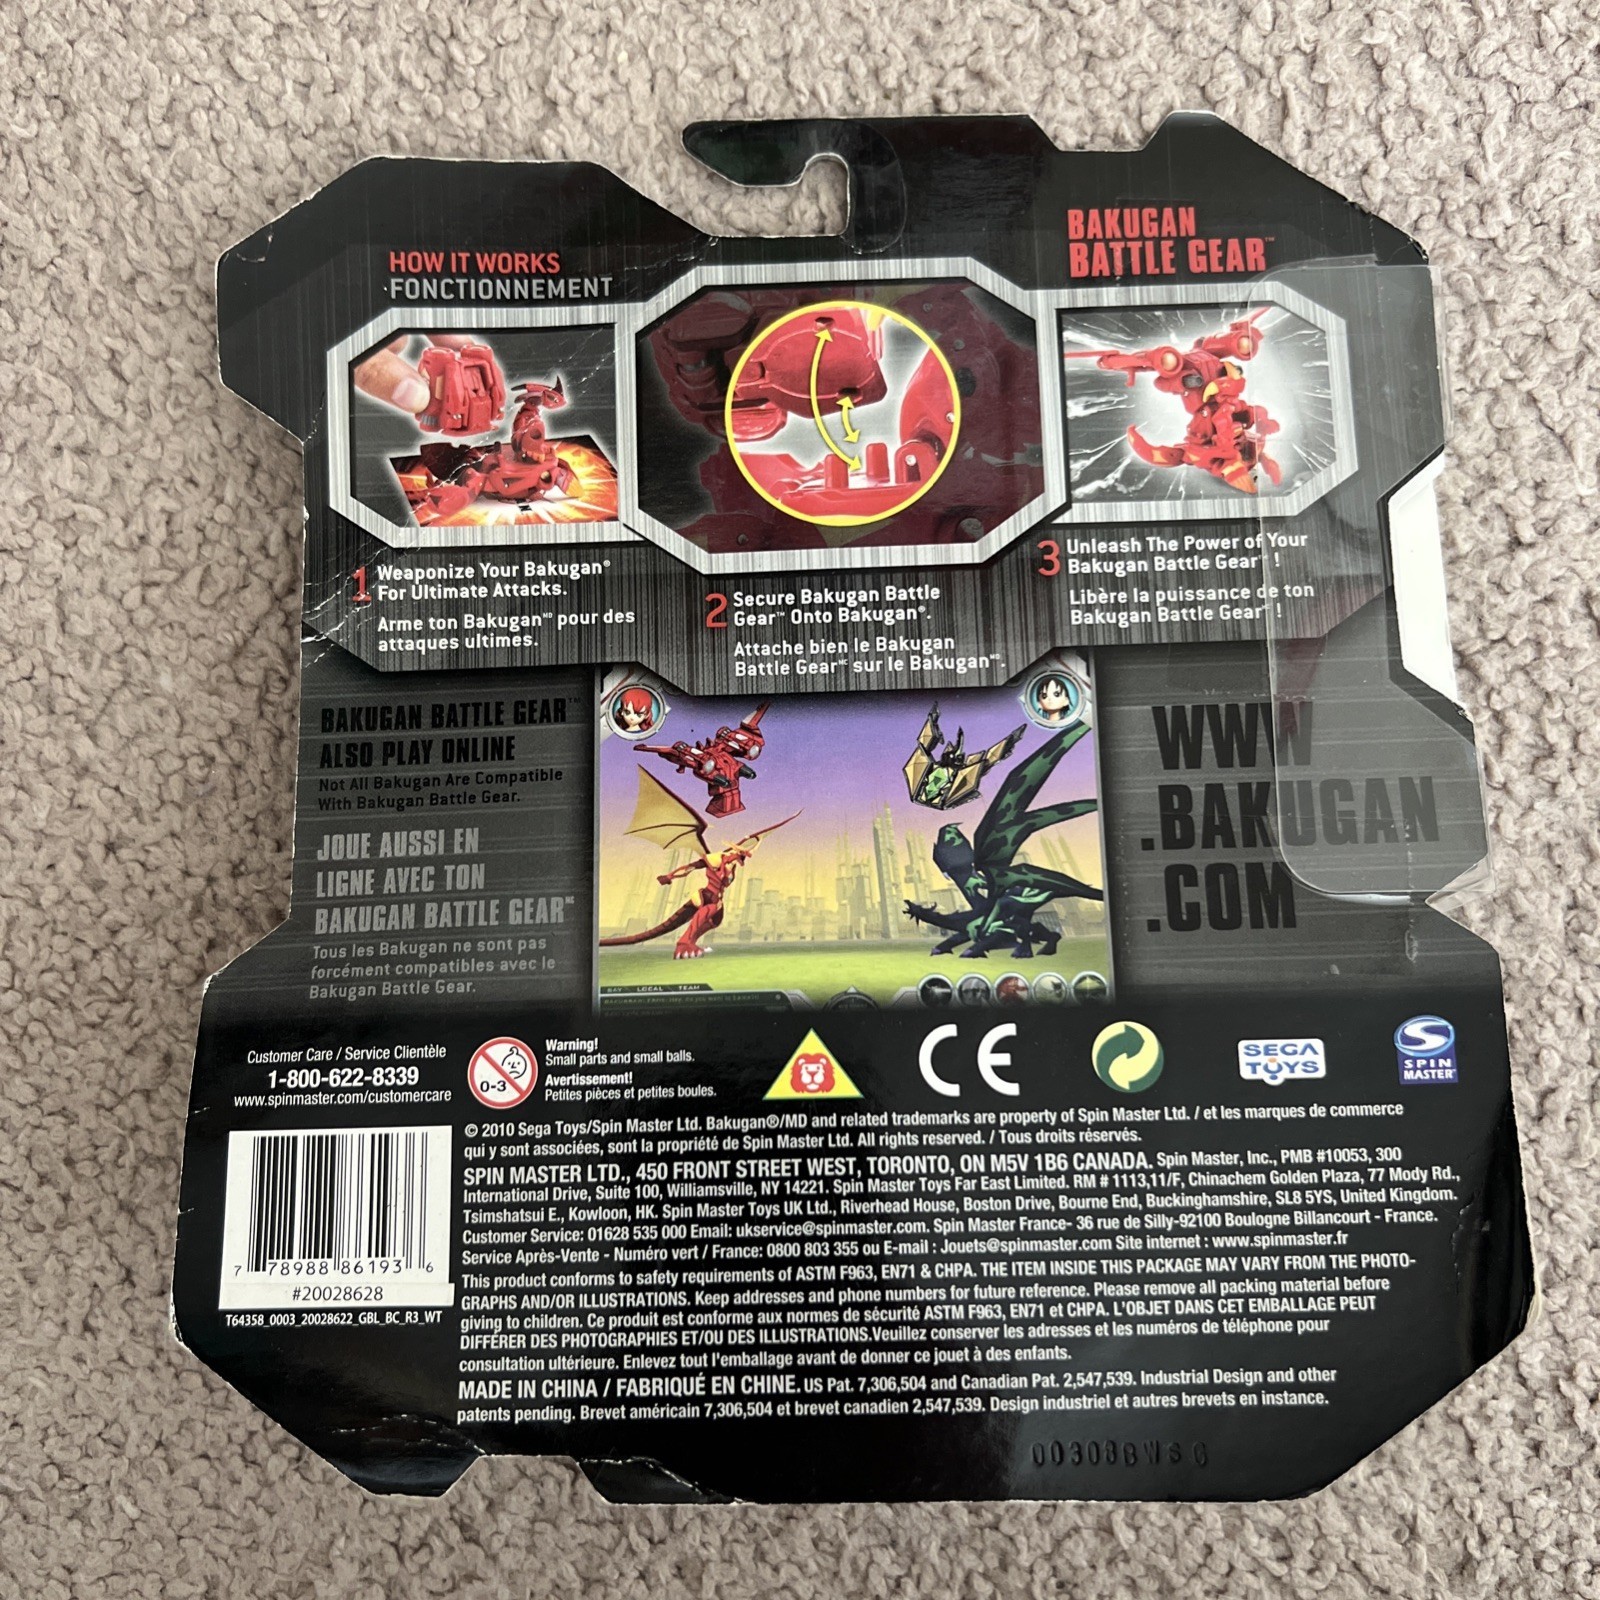 HOW IT WORKS
FONCTIONNEMENT
BAKUGAN
BATTLE GEAR™
1 Weaponize Your Bakugan®
For Ultimate Attacks.
Arme ton Bakugan MD pour des
attaques ultimes.
2 Secure Bakugan Battle
Gear™ Onto Bakugan®.
Attache bien le Bakugan
Battle Gear MC sur le Bakugan MD.
3 Unleash The Power of Your
Bakugan Battle Gear™ !
Libère la puissance de ton
Bakugan Battle Gear !
BAKUGAN BATTLE GEAR™
ALSO PLAY ONLINE
Not All Bakugan Are Compatible
With Bakugan Battle Gear.
JOUE AUSSI EN
LIGNE AVEC TON
BAKUGAN BATTLE GEAR MC
Tous les Bakugan ne sont pas
forcément compatibles avec le
Bakugan Battle Gear.
SAY LOCAL TEAM
WWW
.BAKUGAN
.COM
Customer Care / Service Clientèle
1-800-622-8339
www.spinmaster.com/customercare
0-3
Warning!
Small parts and small balls.
Avertissement!
Petites pièces et petites boules.
CE
SEGA
TOYS
SPIN
MASTER®
© 2010 Sega Toys/Spin Master Ltd. Bakugan®/MD and related trademarks are property of Spin Master Ltd. / et les marques de commerce
qui y sont associées, sont la propriété de Spin Master Ltd. All rights reserved. / Tous droits réservés.
SPIN MASTER LTD., 450 FRONT STREET WEST, TORONTO, ON M5V 1B6 CANADA. Spin Master, Inc., PMB #10053, 300
International Drive, Suite 100, Williamsville, NY 14221. Spin Master Toys Far East Limited. RM # 1113,11/F, Chinachem Golden Plaza, 77 Mody Rd.,
Tsimshatsui E., Kowloon, HK. Spin Master Toys UK Ltd., Riverhead House, Boston Drive, Bourne End, Buckinghamshire, SL8 5YS, United Kingdom.
Customer Service: 01628 535 000 Email: ukservice@spinmaster.com. Spin Master France- 36 rue de Silly-92100 Boulogne Billancourt - France.
Service Après-Vente - Numéro vert / France: 0800 803 355 ou E-mail : Jouets@spinmaster.com Site internet : www.spinmaster.fr
This product conforms to safety requirements of ASTM F963, EN71 & CHPA. THE ITEM INSIDE THIS PACKAGE MAY VARY FROM THE PHOTO-
GRAPHS AND/OR ILLUSTRATIONS. Keep addresses and phone numbers for future reference. Please remove all packing material before
giving to children. Ce produit est conforme aux normes de sécurité ASTM F963, EN71 et CHPA. L'OBJET DANS CET EMBALLAGE PEUT
DIFFÉRER DES PHOTOGRAPHIES ET/OU DES ILLUSTRATIONS.Veuillez conserver les adresses et les numéros de téléphone pour
consultation ultérieure. Enlevez tout l'emballage avant de donner ce jouet à des enfants.
MADE IN CHINA / FABRIQUÉ EN CHINE. US Pat. 7,306,504 and Canadian Pat. 2,547,539. Industrial Design and other
patents pending. Brevet américain 7,306,504 et brevet canadien 2,547,539. Design industriel et autres brevets en instance.
7 78988 86193 6
#20028628
T64358_0003_20028622_GBL_BC_R3_WT
00308BWSG